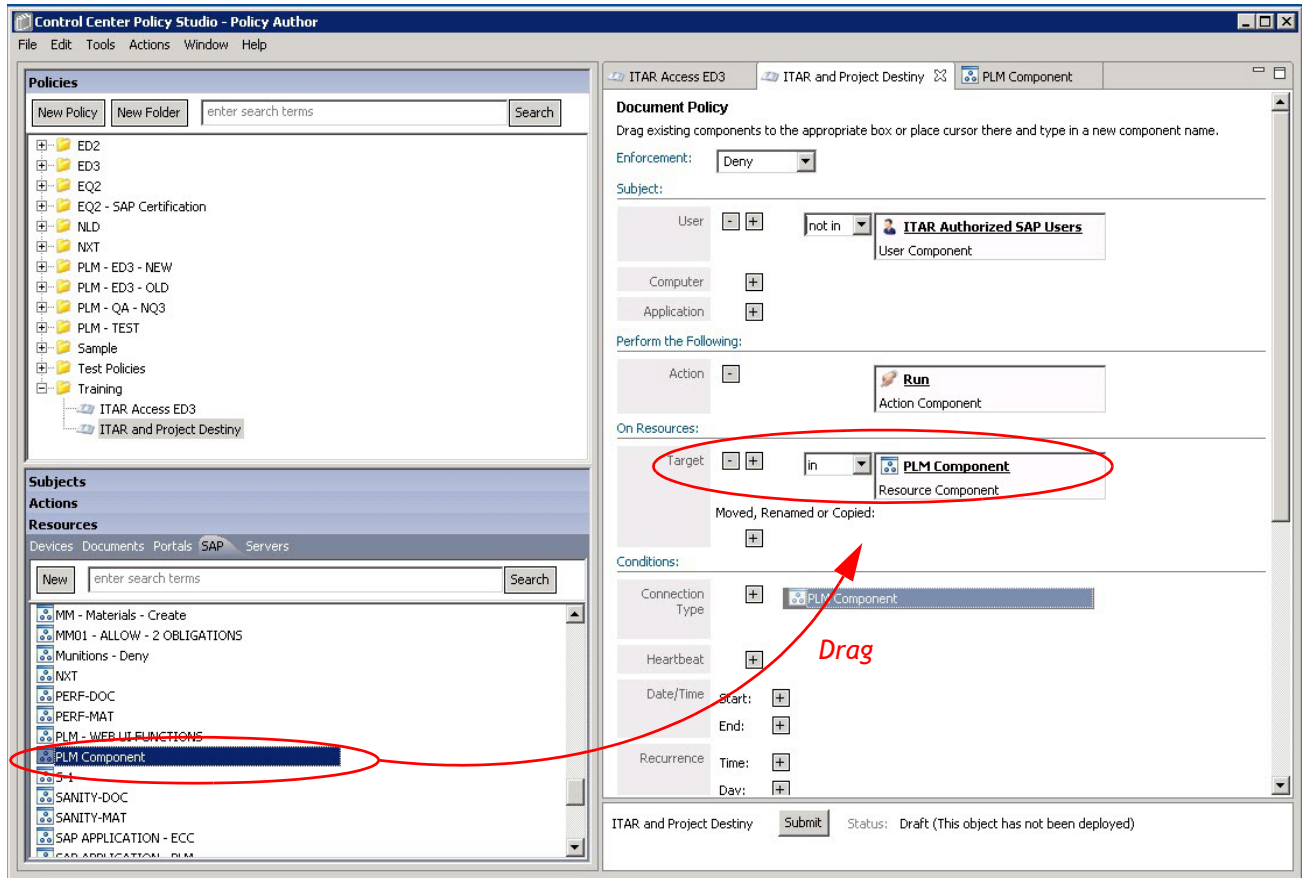 Control Center Policy Studio - Policy Author
File Edit Tools Actions Window Help
Policies
New Policy New Folder enter search terms Search
ED2
ED3
EQ2
EQ2 - SAP Certification
NLD
NXT
PLM - ED3 - NEW
PLM - ED3 - OLD
PLM - QA - NQ3
PLM - TEST
Sample
Test Policies
Training
ITAR Access ED3
ITAR and Project Destiny
Subjects
Actions
Resources
Devices Documents Portals SAP Servers
New enter search terms Search
MM - Materials - Create
MM01 - ALLOW - 2 OBLIGATIONS
Munitions - Deny
NXT
PERF-DOC
PERF-MAT
PLM - WEB UI FUNCTIONS
PLM Component
S-1
SANITY-DOC
SANITY-MAT
SAP APPLICATION - ECC
SAP APPLICATION - PLM
ITAR Access ED3 ITAR and Project Destiny PLM Component
Document Policy
Drag existing components to the appropriate box or place cursor there and type in a new component name.
Enforcement: Deny
Subject:
User - + not in ITAR Authorized SAP Users
User Component
Computer +
Application +
Perform the Following:
Action - Run
Action Component
On Resources:
Target - + in PLM Component
Resource Component
Moved, Renamed or Copied:
+
Conditions:
Connection Type + PLM Component
Drag
Heartbeat +
Date/Time Start: +
End: +
Recurrence Time: +
Day: +
ITAR and Project Destiny Submit Status: Draft (This object has not been deployed)